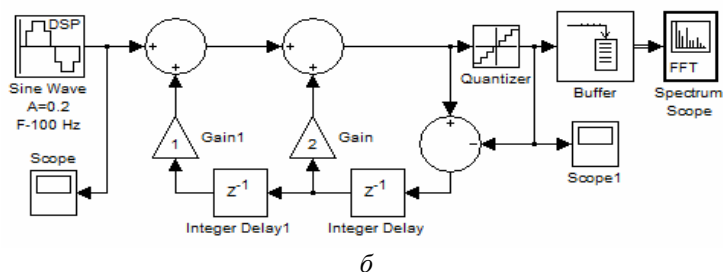 DSP
Sine Wave
A=0.2
F-100 Hz
Scope
+
+
+
+
1
Gain1
2
Gain
z-1
Integer Delay1
z-1
Integer Delay
Quantizer
+
-
Buffer
FFT
Spectrum
Scope
Scope1
б